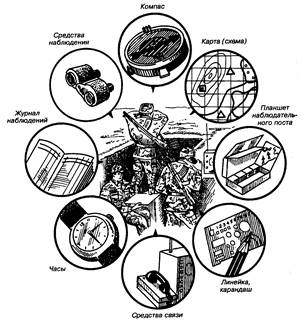 Компас
Средства
наблюдения
Карта (схема)
Журнал
наблюдений
Планшет
наблюдатель-
ного поста
Часы
Линейка,
карандаш
Средства связи